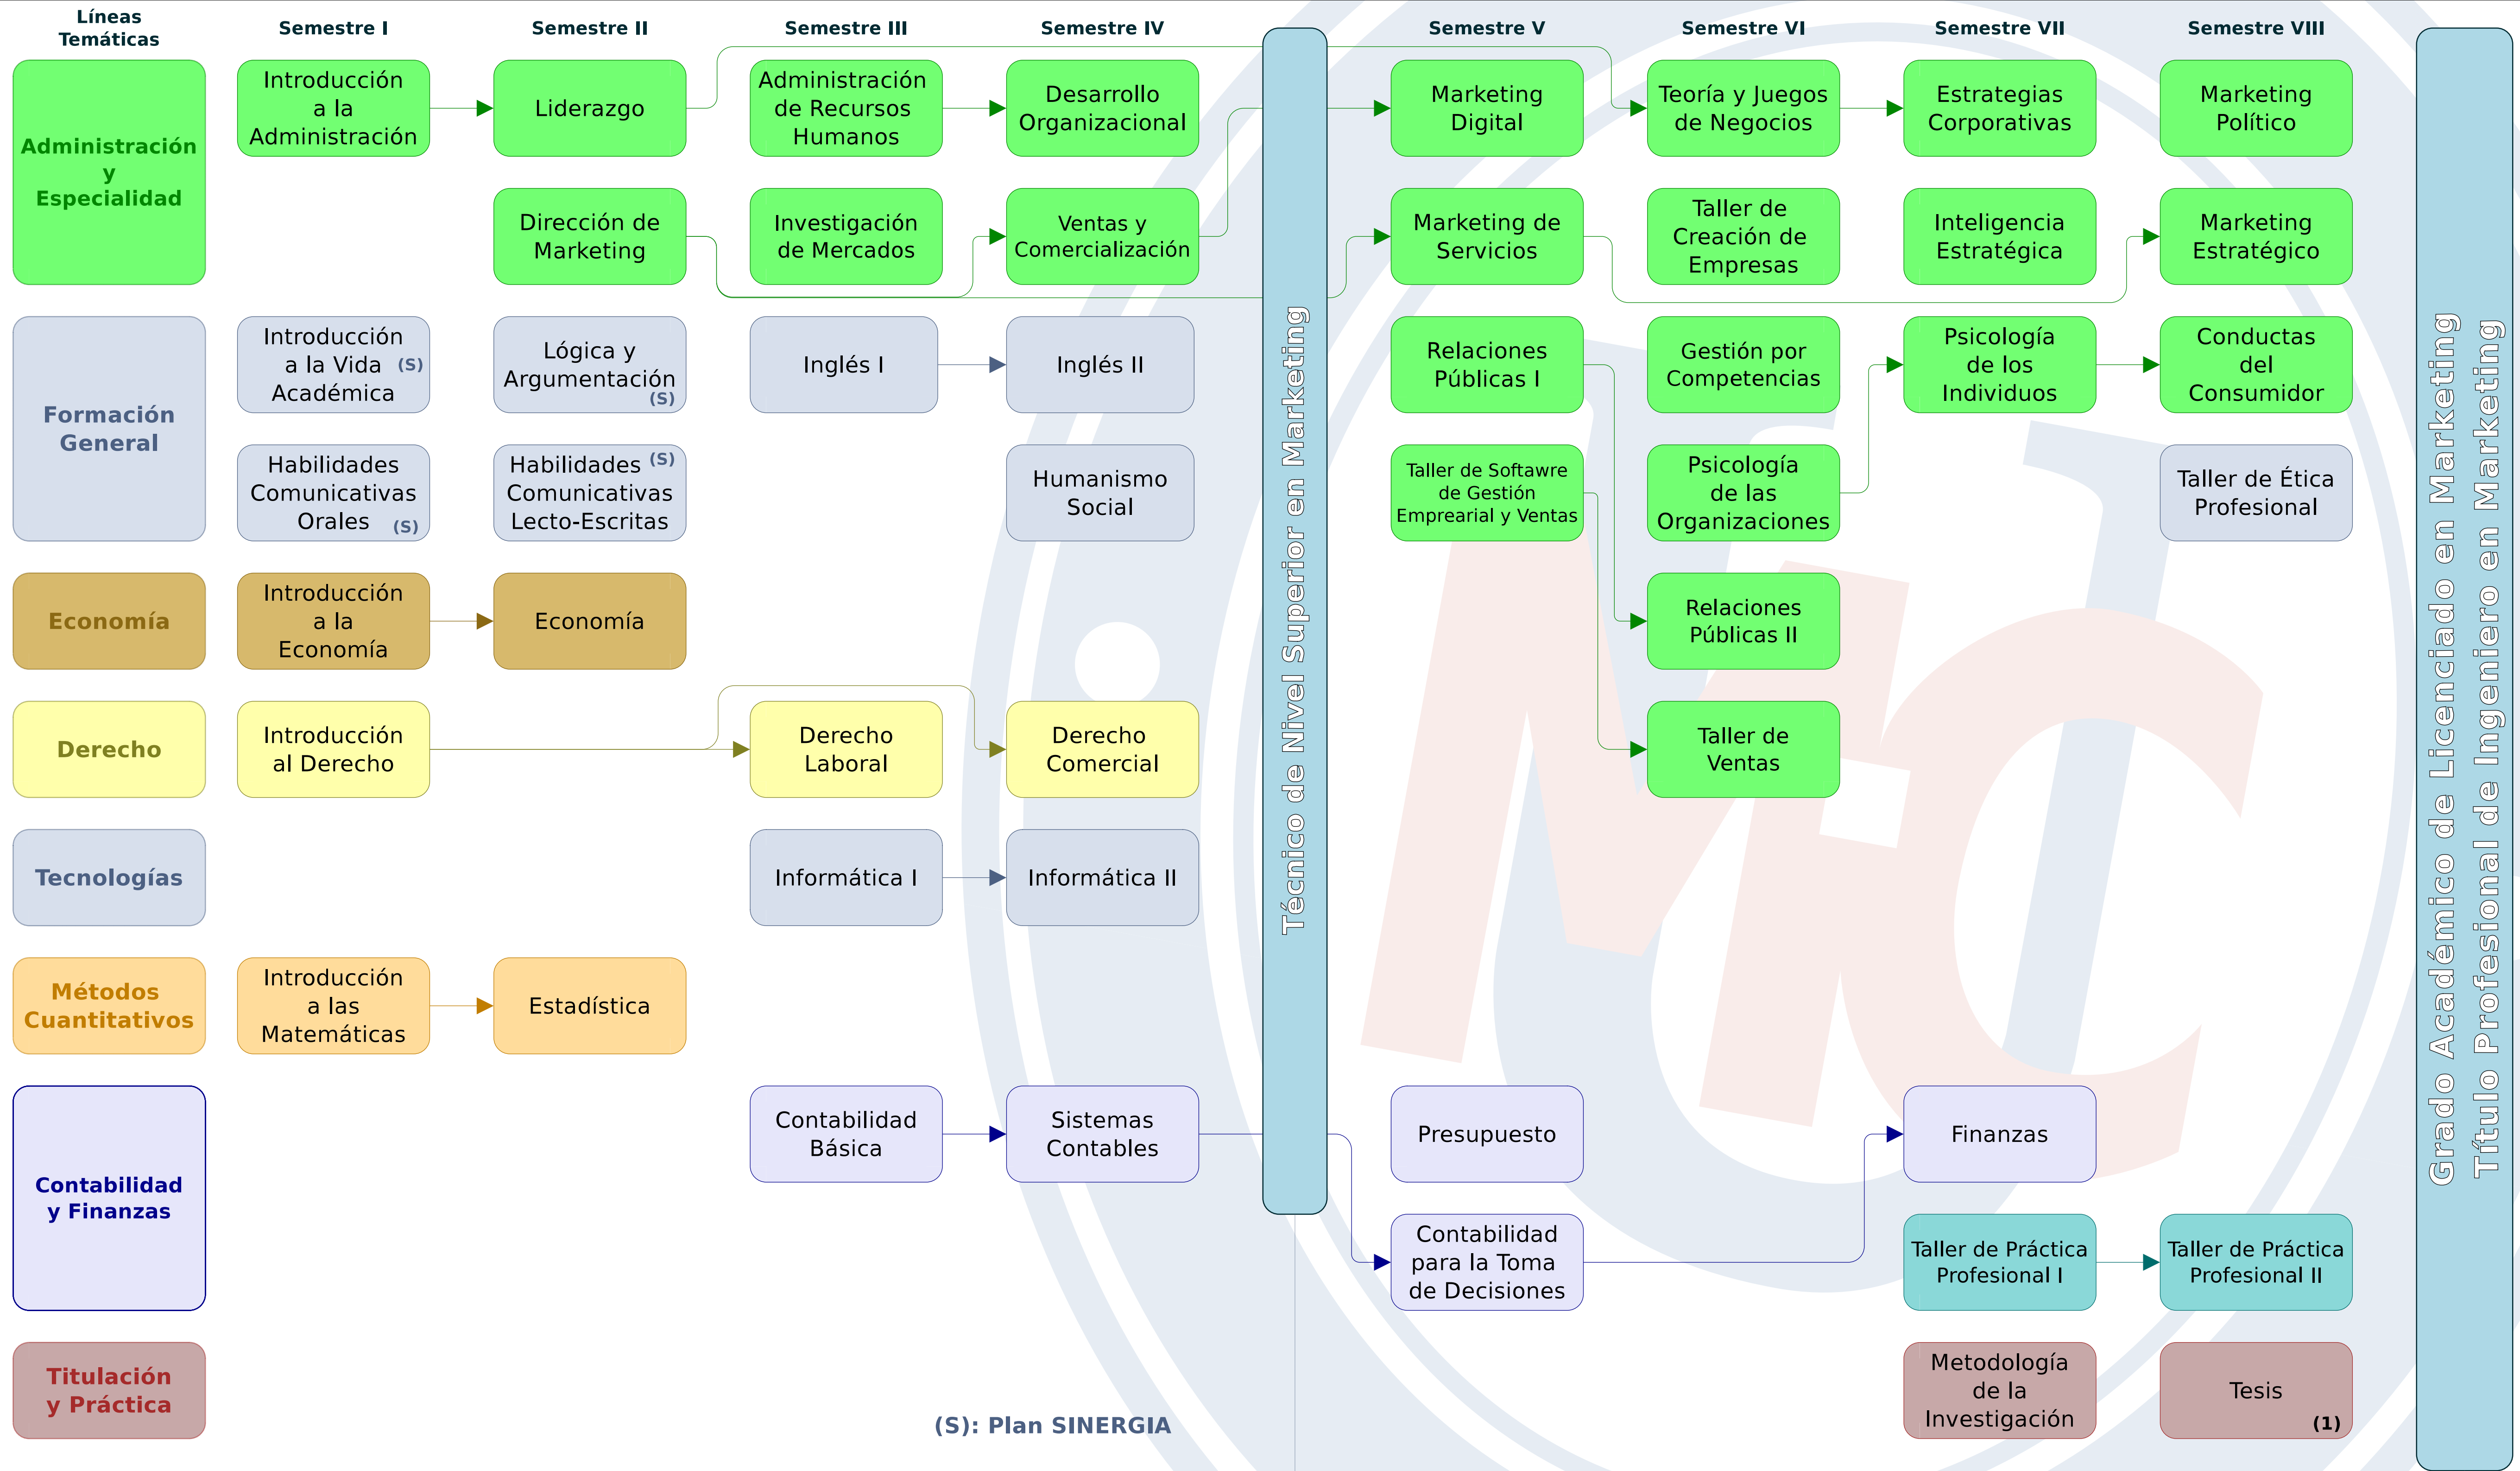 Líneas
Temáticas
Semestre I
Semestre II
Semestre III
Semestre IV
Semestre V
Semestre VI
Semestre VII
Semestre VIII
Administración
y
Especialidad
Introducción
a la
Administración
Liderazgo
Administración
de Recursos
Humanos
Desarrollo
Organizacional
Marketing
Digital
Teoría y Juegos
de Negocios
Estrategias
Corporativas
Marketing
Político
Dirección de
Marketing
Investigación
de Mercados
Ventas y
Comercialización
Marketing de
Servicios
Taller de
Creación de
Empresas
Inteligencia
Estratégica
Marketing
Estratégico
Formación
General
Introducción
a la Vida (S)
Académica
Lógica y
Argumentación
(S)
Inglés I
Inglés II
Relaciones
Públicas I
Gestión por
Competencias
Psicología
de los
Individuos
Conductas
del
Consumidor
Habilidades
Comunicativas
Orales (S)
Habilidades (S)
Comunicativas
Lecto-Escritas
Humanismo
Social
Taller de Softawre
de Gestión
Emprearial y Ventas
Psicología
de las
Organizaciones
Taller de Ética
Profesional
Economía
Introducción
a la
Economía
Economía
Relaciones
Públicas II
Derecho
Introducción
al Derecho
Derecho
Laboral
Derecho
Comercial
Taller de
Ventas
Tecnologías
Informática I
Informática II
Métodos
Cuantitativos
Introducción
a las
Matemáticas
Estadística
Contabilidad
y Finanzas
Contabilidad
Básica
Sistemas
Contables
Presupuesto
Finanzas
Contabilidad
para la Toma
de Decisiones
Taller de Práctica
Profesional I
Taller de Práctica
Profesional II
Titulación
y Práctica
Metodología
de la
Investigación
Tesis
(1)
(S): Plan SINERGIA
Técnico de Nivel Superior en Marketing
Grado Académico de Licenciado en Marketing
Título Profesional de Ingeniero en Marketing